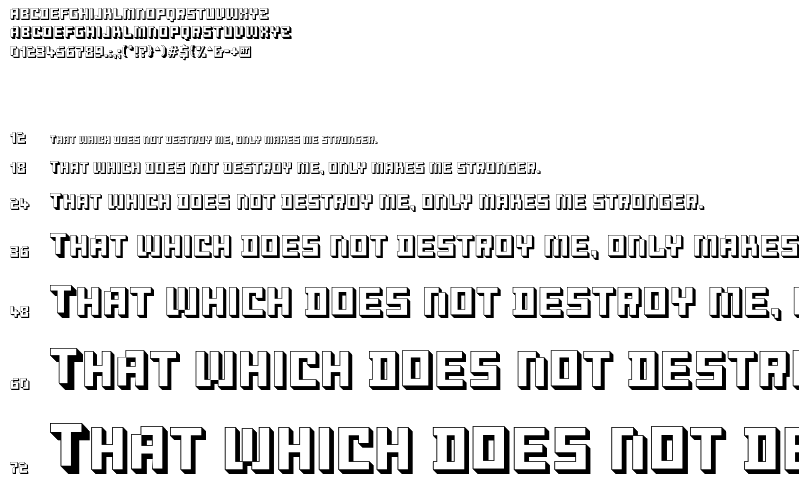 ABCDEFGHIJKLMNOPQRSTUVWXYZ
ABCDEFGHIJKLMNOPQRSTUVWXYZ
0123456789
12 That which does not destroy me, only makes me stronger.
18 That which does not destroy me, only makes me stronger.
24 That which does not destroy me, only makes me stronger.
36 That which does not destroy me, only makes
48 That which does not destroy me,
60 That which does not destr
72 That which does not de